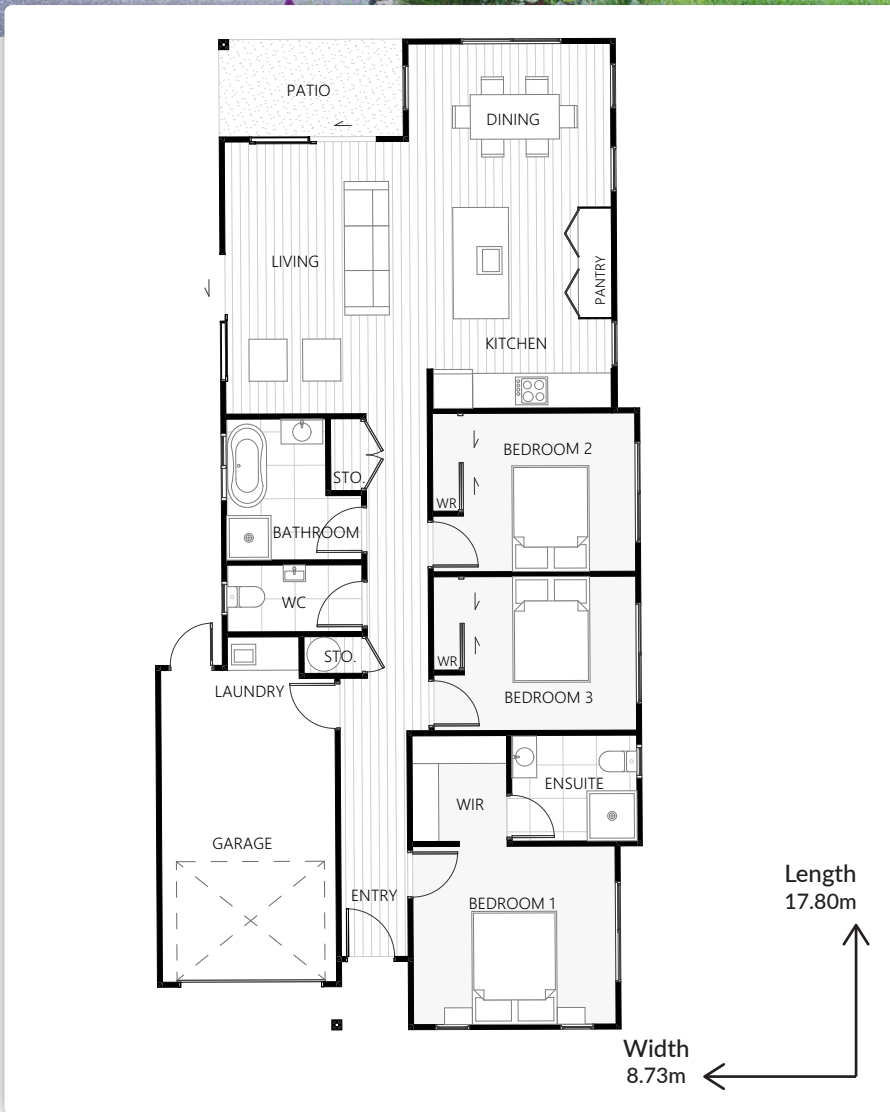 PATIO
DINING
LIVING
PANTRY
KITCHEN
BEDROOM 2
STO.
WR
BATHROOM
WC
STO.
WR
LAUNDRY
BEDROOM 3
ENSUITE
WIR
GARAGE
ENTRY
BEDROOM 1
Length
17.80m
Width
8.73m